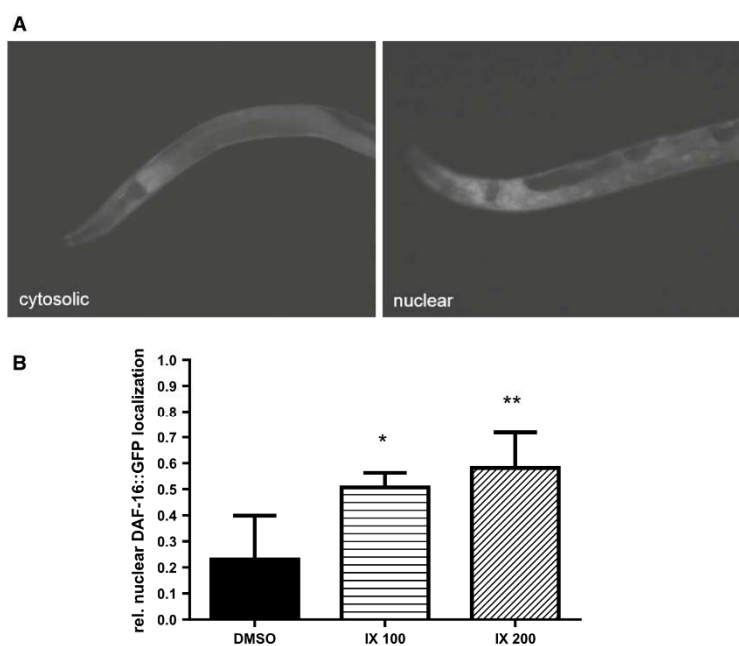 A
cytosolic
nuclear
B
rel. nuclear DAF-16::GFP localization
1.0
0.9
0.8
0.7
0.6
0.5
0.4
0.3
0.2
0.1
0.0
*
**
DMSO
IX 100
IX 200